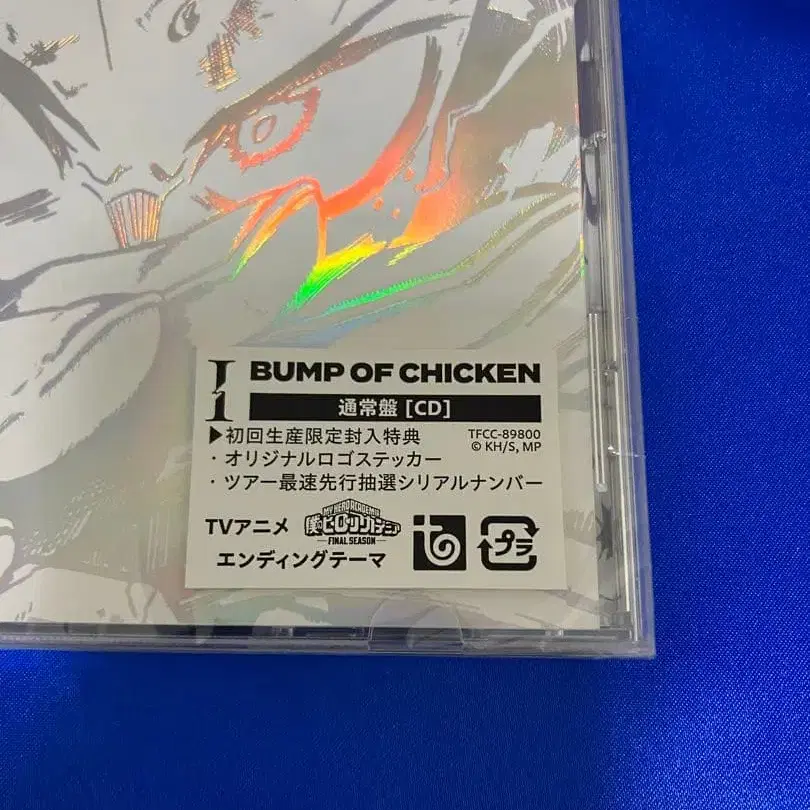 I
BUMP OF CHICKEN
通常盤 [CD]
▶初回生産限定封入特典
TFCC-89800
・オリジナルロゴステッカー
© KH/S, MP
・ツアー最速先行抽選シリアルナンバー
TVアニメ
MY HERO ACADEMIA
僕のヒーローアカデミア
FINAL SEASON
エンディングテーマ
プラ